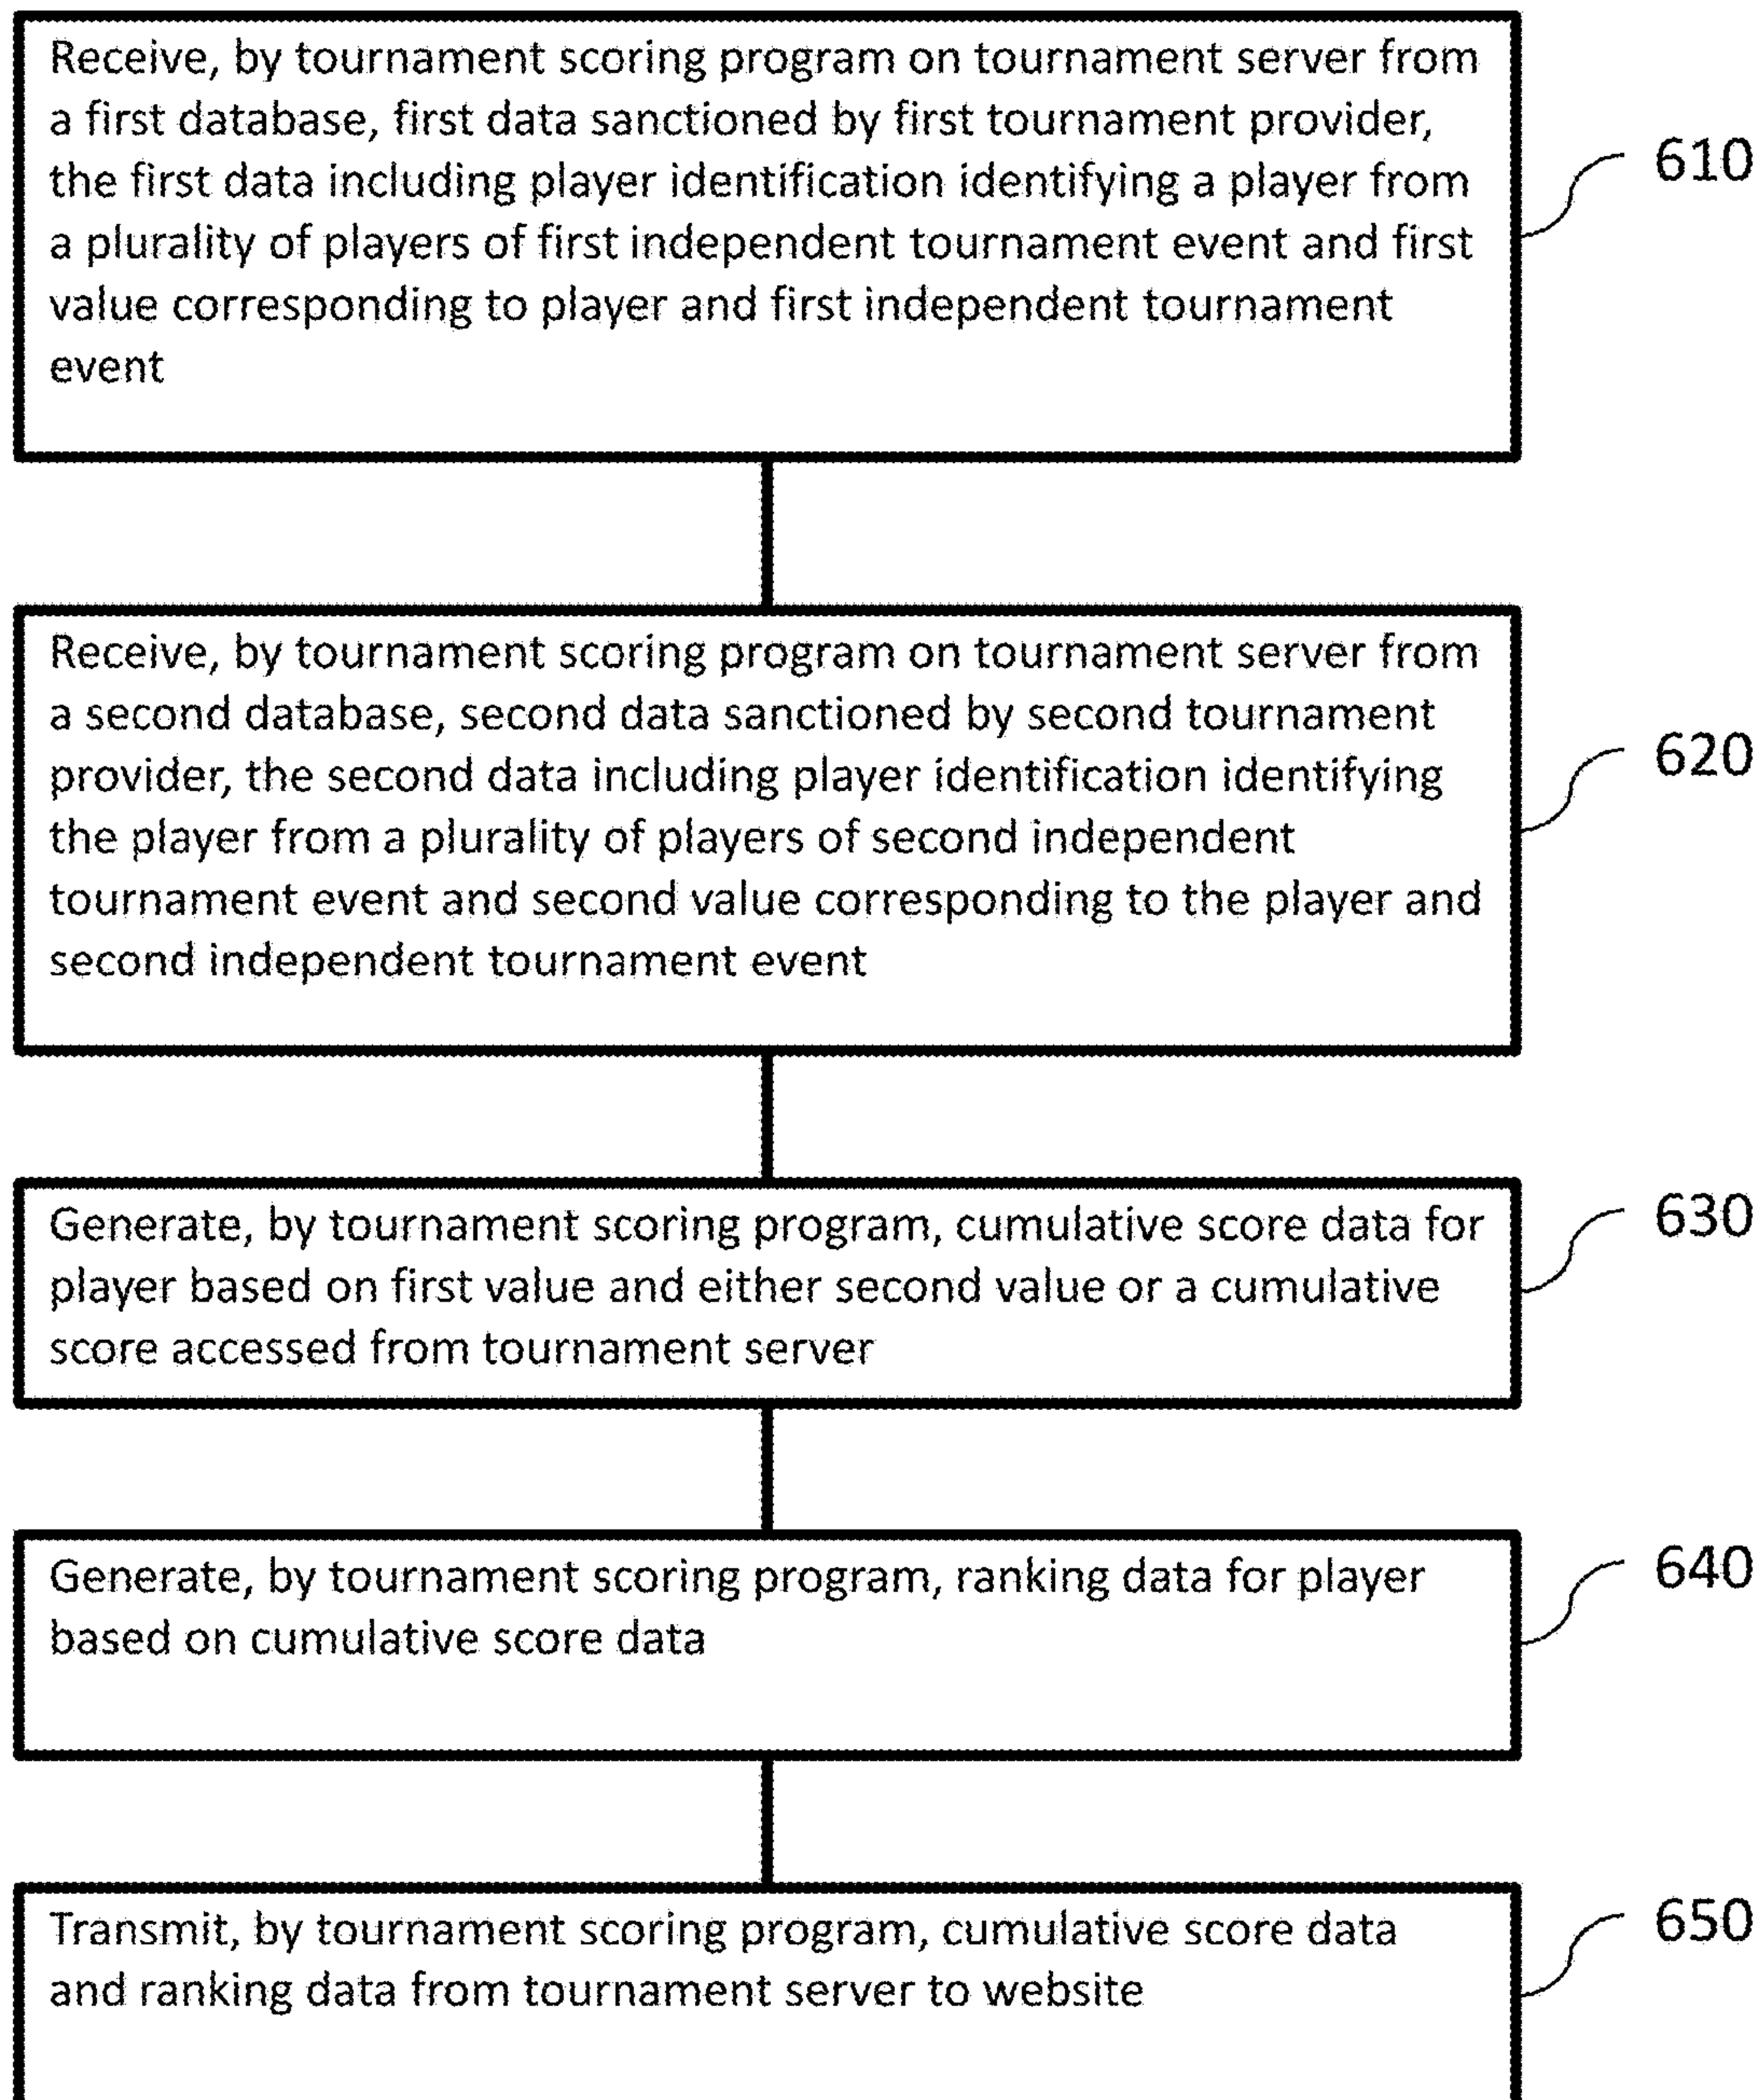 Receive, by tournament scoring program on tournament server from
a first database, first data sanctioned by first tournament provider,
the first data including player identification identifying a player from
a plurality of players of first independent tournament event and first
value corresponding to player and first independent tournament
event
610
Receive, by tournament scoring program on tournament server from
a second database, second data sanctioned by second tournament
provider, the second data including player identification identifying
the player from a plurality of players of second independent
tournament event and second value corresponding to the player and
second independent tournament event
620
Generate, by tournament scoring program, cumulative score data for
player based on first value and either second value or a cumulative
score accessed from tournament server
630
Generate, by tournament scoring program, ranking data for player
based on cumulative score data
640
Transmit, by tournament scoring program, cumulative score data
and ranking data from tournament server to website
650